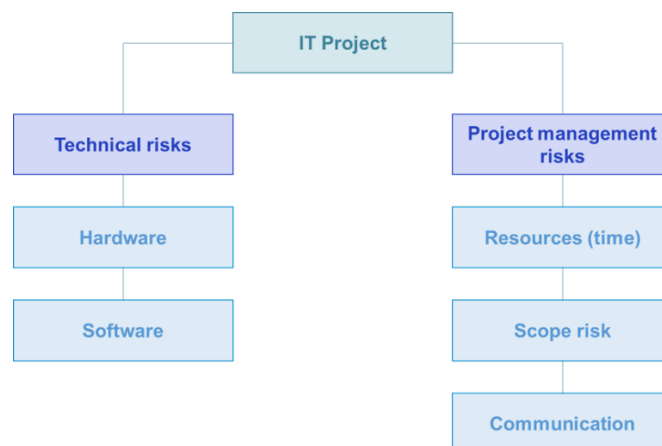 IT Project
Technical risks
Project management
risks
Hardware
Resources (time)
Software
Scope risk
Communication